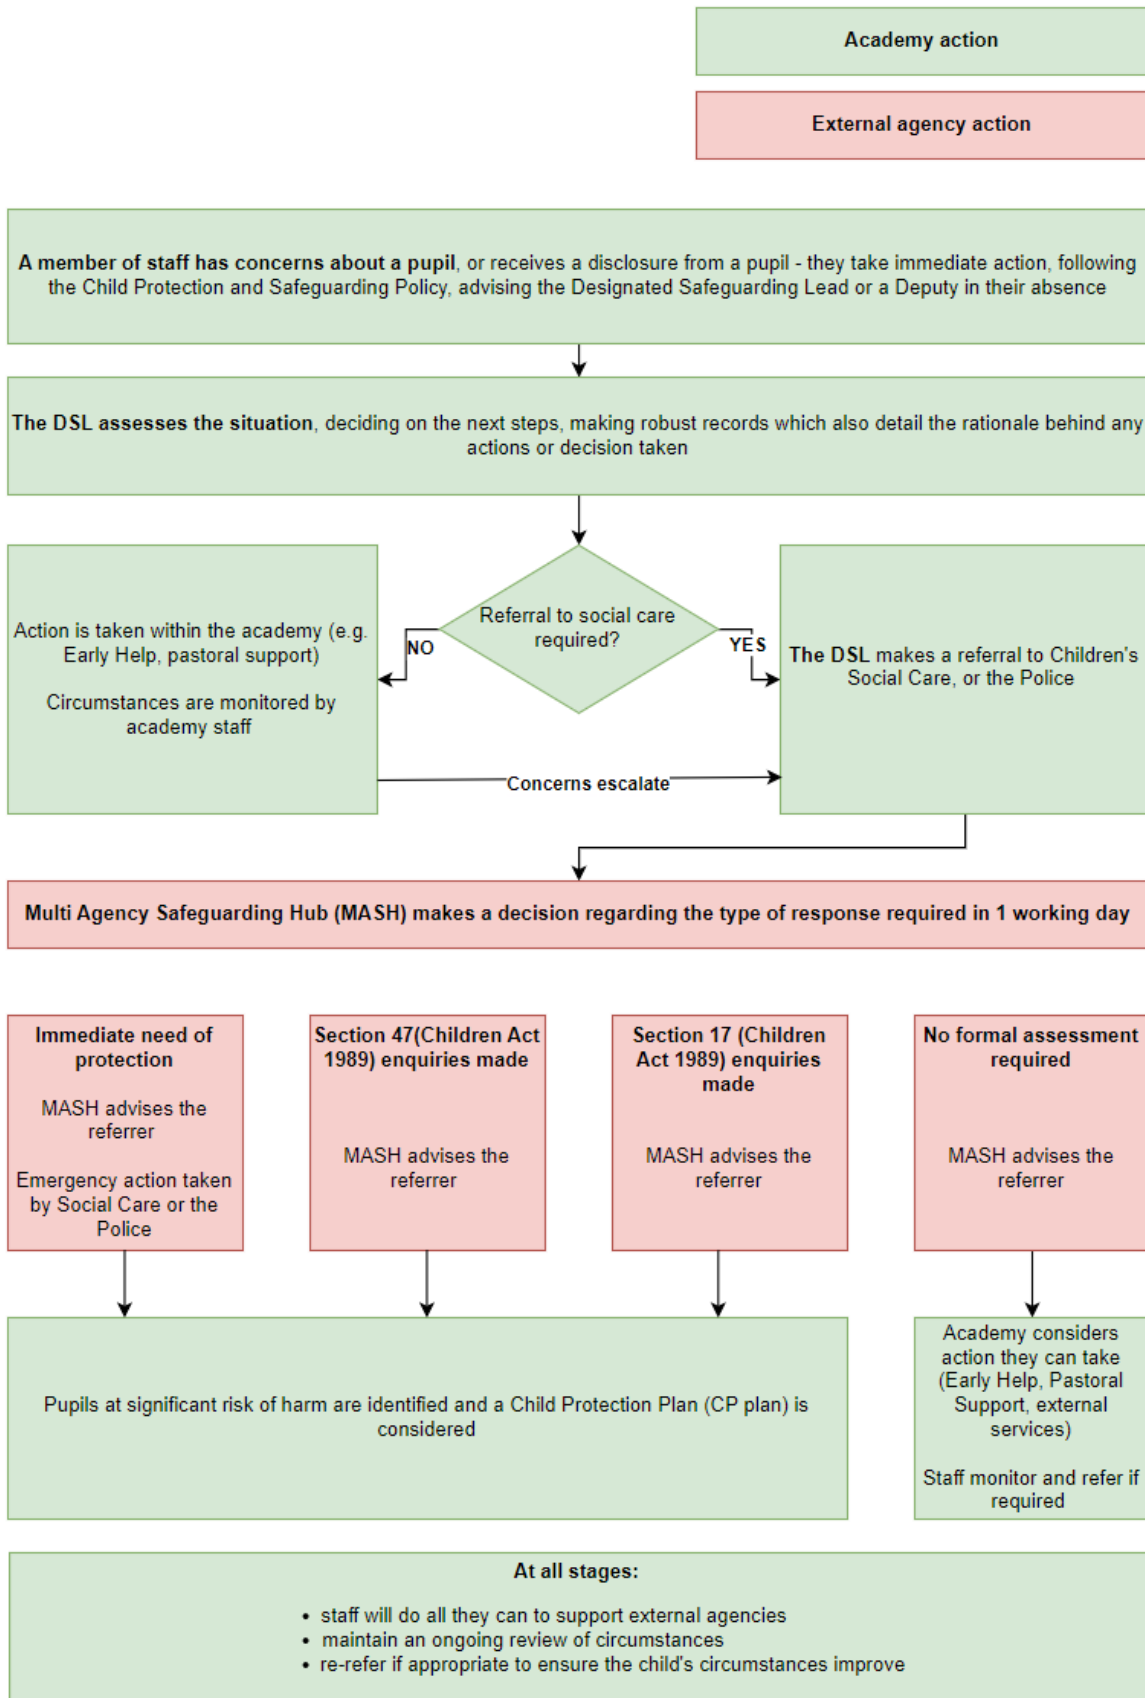 Academy action
External agency action
A member of staff has concerns about a pupil, or receives a disclosure from a pupil - they take immediate action, following
the Child Protection and Safeguarding Policy, advising the Designated Safeguarding Lead or a Deputy in their absence
The DSL assesses the situation, deciding on the next steps, making robust records which also detail the rationale behind any
actions or decision taken
Referral to social care
required?
NO
YES
Action is taken within the academy (e.g.
Early Help, pastoral support)
Circumstances are monitored by
academy staff
The DSL makes a referral to Children's
Social Care, or the Police
Concerns escalate
Multi Agency Safeguarding Hub (MASH) makes a decision regarding the type of response required in 1 working day
Immediate need of
protection
MASH advises the
referrer
Emergency action taken
by Social Care or the
Police
Section 47(Children Act
1989) enquiries made
MASH advises the
referrer
Section 17 (Children
Act 1989) enquiries
made
MASH advises the
referrer
No formal assessment
required
MASH advises the
referrer
Pupils at significant risk of harm are identified and a Child Protection Plan (CP plan) is
considered
Academy considers
action they can take
(Early Help, Pastoral
Support, external
services)
Staff monitor and refer if
required
At all stages:
• staff will do all they can to support external agencies
• maintain an ongoing review of circumstances
• re-refer if appropriate to ensure the child's circumstances improve